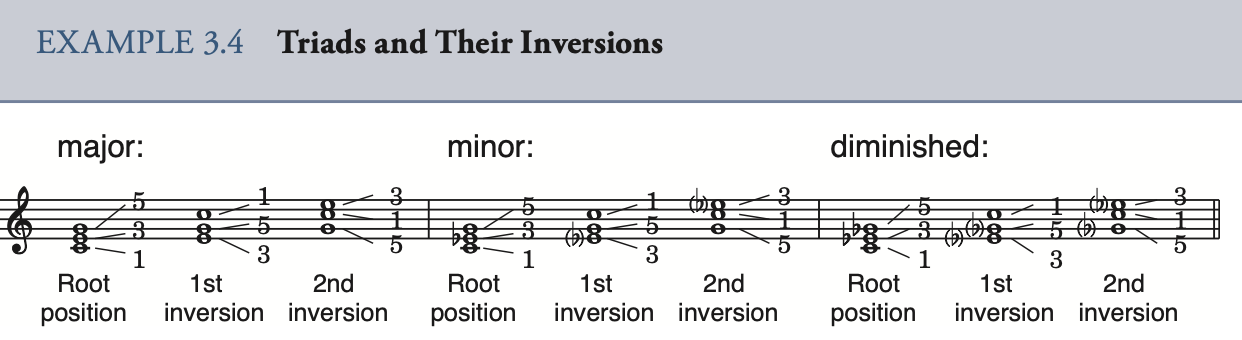 EXAMPLE 3.4 Triads and Their Inversions
major: minor: diminished:
5 1 3 5 1 3 5 1 3
3 5 1 3 5 1 3 5 1
1 3 5 1 3 5 1 3 5
Root 1st 2nd Root 1st 2nd Root 1st 2nd
position inversion inversion position inversion inversion position inversion inversion